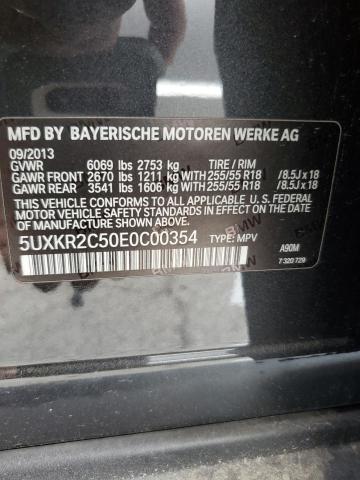 MFD BY BAYERISCHE MOTOREN WERKE AG
09/2013
GVWR 6069 lbs 2753 kg TIRE / RIM
GAWR FRONT 2670 lbs 1211 kg WITH 255/55 R18 / 8.5J x 18
GAWR REAR 3541 lbs 1606 kg WITH 255/55 R18 / 8.5J x 18
THIS VEHICLE CONFORMS TO ALL APPLICABLE U.S. FEDERAL
MOTOR VEHICLE SAFETY STANDARDS IN EFFECT ON THE
DATE OF MANUFACTURE SHOWN ABOVE.
5UXKR2C50E0C00354 TYPE: MPV
A90M
7 320 729